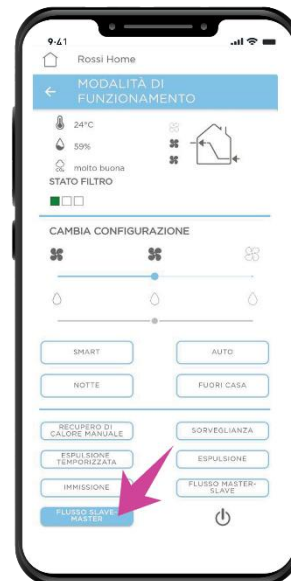 9:41
Rossi Home
MODALITÀ DI
FUNZIONAMENTO
24°C
59%
molto buona
STATO FILTRO
CAMBIA CONFIGURAZIONE
SMART
AUTO
NOTTE
FUORI CASA
RECUPERO DI
CALORE MANUALE
SORVEGLIANZA
ESPULSIONE
TEMPORIZZATA
ESPULSIONE
IMMISSIONE
FLUSSO MASTER-
SLAVE
FLUSSO SLAVE-
MASTER